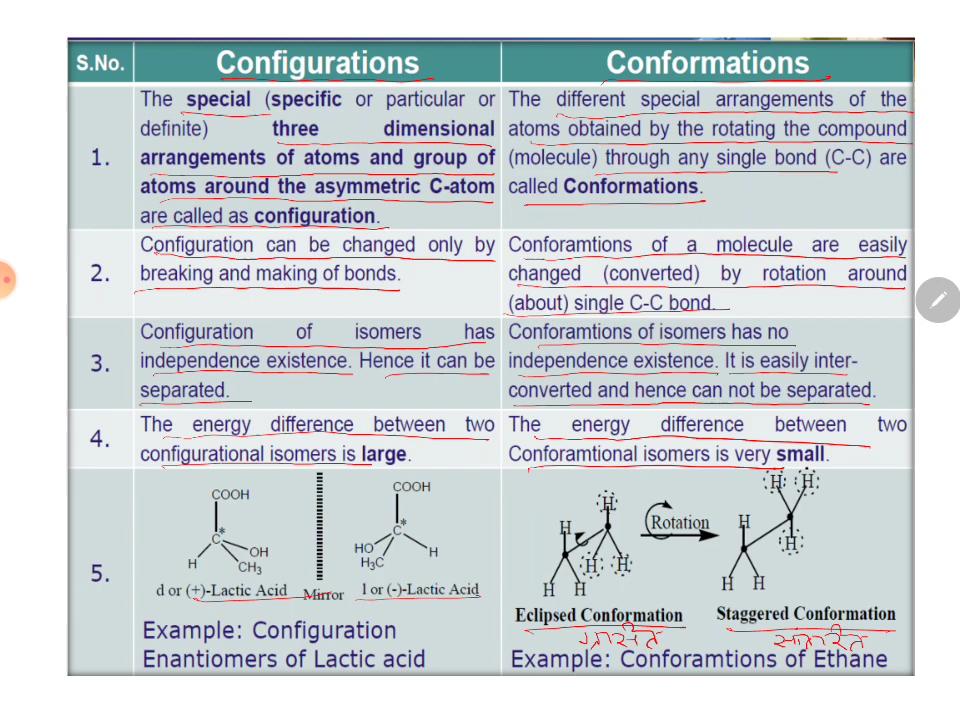 S.No. Configurations Conformations
1.
The special (specific or particular or
definite) three dimensional
arrangements of atoms and group of
atoms around the asymmetric C-atom
are called as configuration.
The different special arrangements of the
atoms obtained by the rotating the compound
(molecule) through any single bond (C-C) are
called Conformations.
2.
Configuration can be changed only by
breaking and making of bonds.
Conforamtions of a molecule are easily
changed (converted) by rotation around
(about) single C-C bond.
3.
Configuration of isomers has
independence existence. Hence it can be
separated.
Conforamtions of isomers has no
independence existence. It is easily inter-
converted and hence can not be separated.
4.
The energy difference between two
configurational isomers is large.
The energy difference between two
Conforamtional isomers is very small.
5.
COOH
C*
H
OH
CH3
d or (+)-Lactic Acid
Mirror
COOH
C*
HO
H3C
H
l or (-)-Lactic Acid
Example: Configuration
Enantiomers of Lactic acid
H
H
H H
H H
Eclipsed Conformation
Rotation
H H
H
H
H H
Staggered Conformation
Example: Conforamtions of Ethane